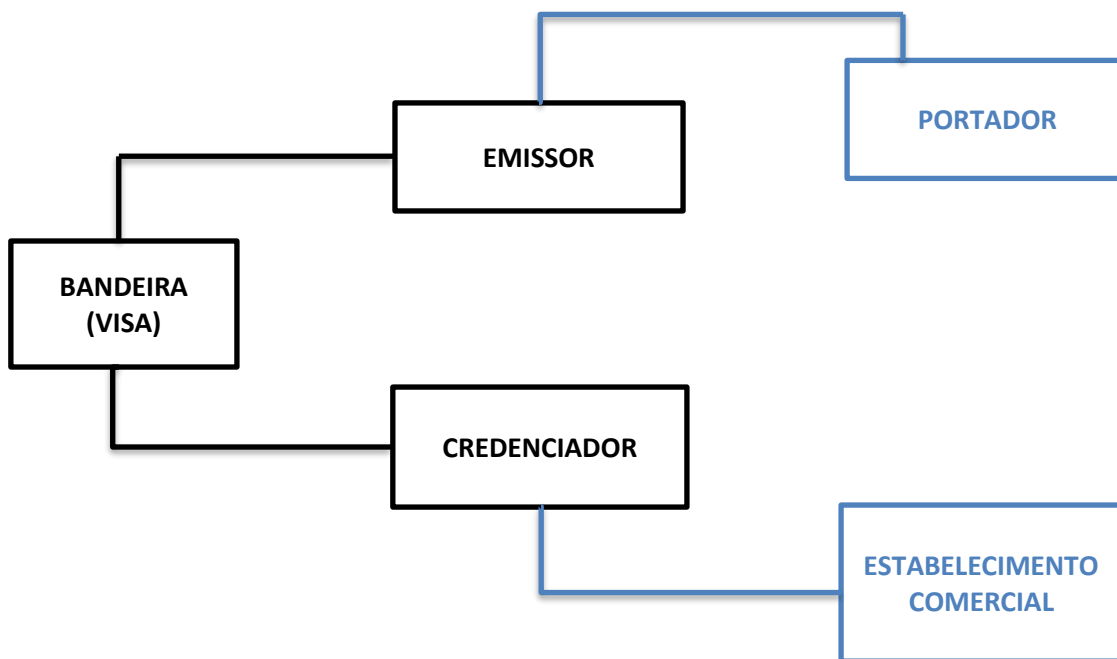 PORTADOR
EMISSOR
BANDEIRA
(VISA)
CREDENCIADOR
ESTABELECIMENTO
COMERCIAL